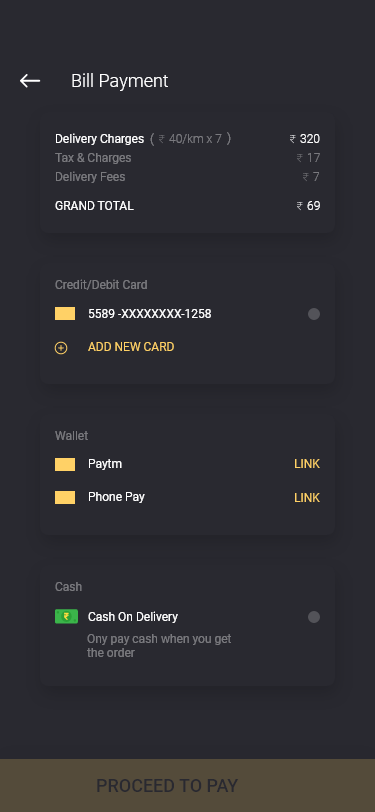 Bill Payment
Delivery Charges ( ₹ 40/km x 7 ) ₹ 320
Tax & Charges ₹ 17
Delivery Fees ₹ 7
GRAND TOTAL ₹ 69
Credit/Debit Card
5589 -XXXXXXXX-1258
ADD NEW CARD
Wallet
Paytm LINK
Phone Pay LINK
Cash
₹ Cash On Delivery
Ony pay cash when you get
the order
PROCEED TO PAY